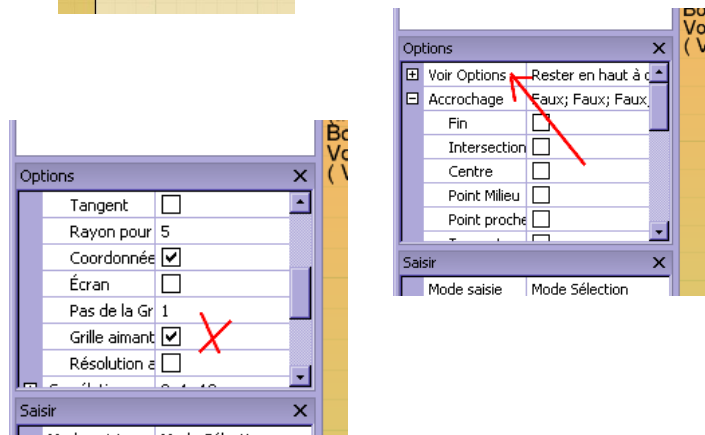 Options
Tangent
Rayon pour 5
Coordonnée
Écran
Pas de la Gr 1
Grille aimant
Résolution a
Saisir
Bo
Vo
( V
Options
Voir Options Rester en haut à d
Accrochage Faux; Faux; Faux
Fin
Intersection
Centre
Point Milieu
Point proche
Saisir
Mode saisie Mode Sélection
Vo
( V